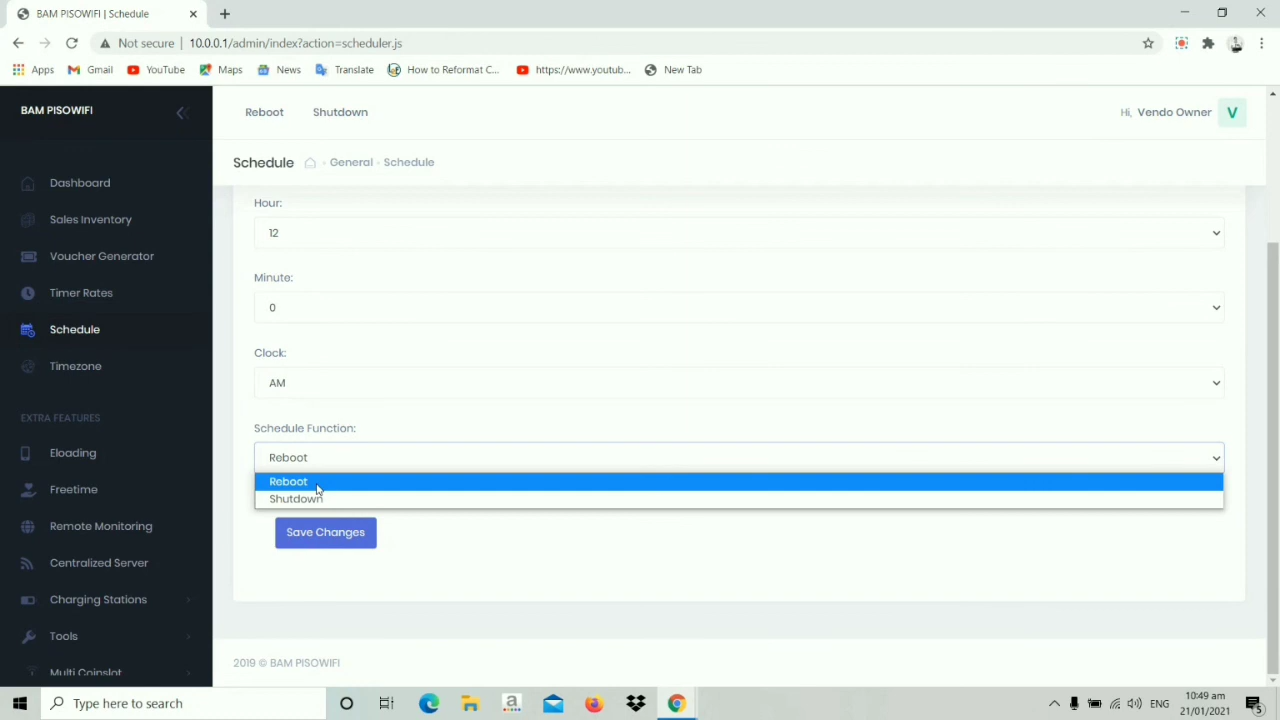 BAM PISOWIFI | Schedule
Not secure | 10.0.0.1/admin/index?action=scheduler.js
Apps Gmail YouTube Maps News Translate How to Reformat C... https://www.youtub... New Tab
BAM PISOWIFI
Reboot Shutdown Hi, Vendo Owner V
Schedule General Schedule
Dashboard
Sales Inventory
Voucher Generator
Timer Rates
Schedule
Timezone
EXTRA FEATURES
Eloading
Freetime
Remote Monitoring
Centralized Server
Charging Stations
Tools
Multi Coinslot
Hour:
12
Minute:
0
Clock:
AM
Schedule Function:
Reboot
Reboot
Shutdown
Save Changes
2019 © BAM PISOWIFI
Type here to search
a
ENG
10:49 am
21/01/2021
5